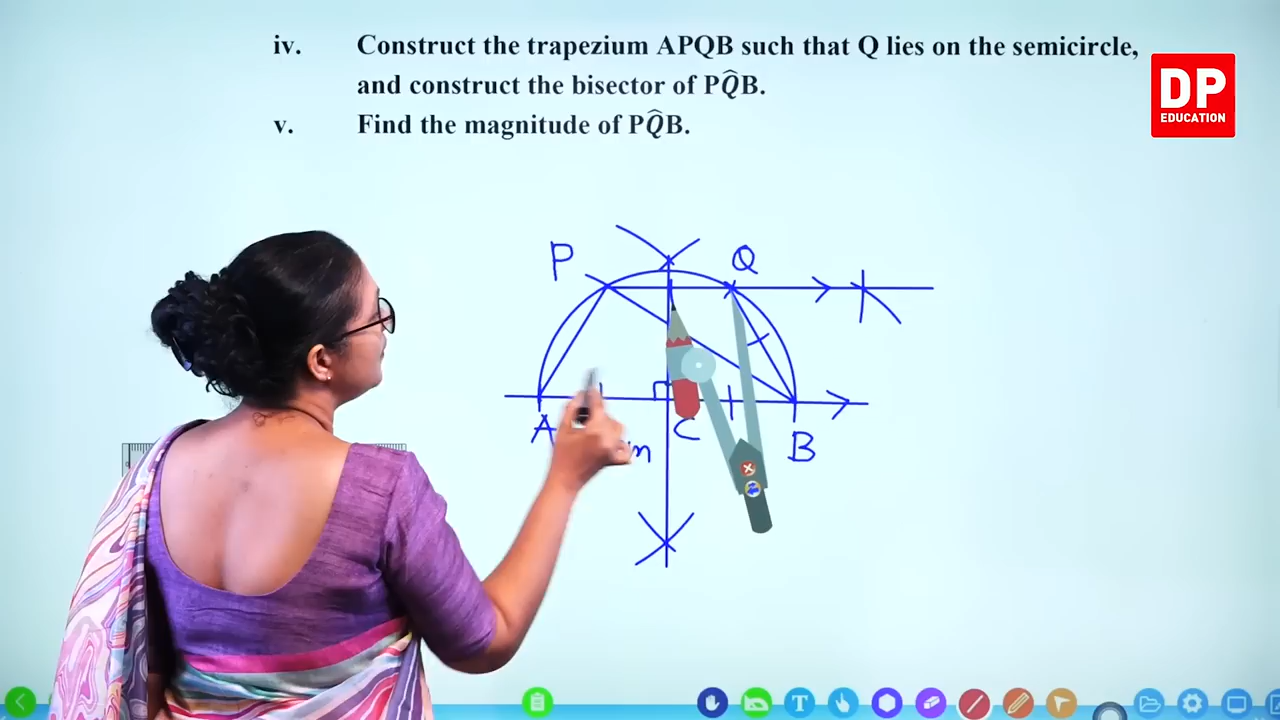 iv. Construct the trapezium APQB such that Q lies on the semicircle,
and construct the bisector of PQ̂B.
v. Find the magnitude of PQ̂B.
DP
EDUCATION
P
Q
A
C
B